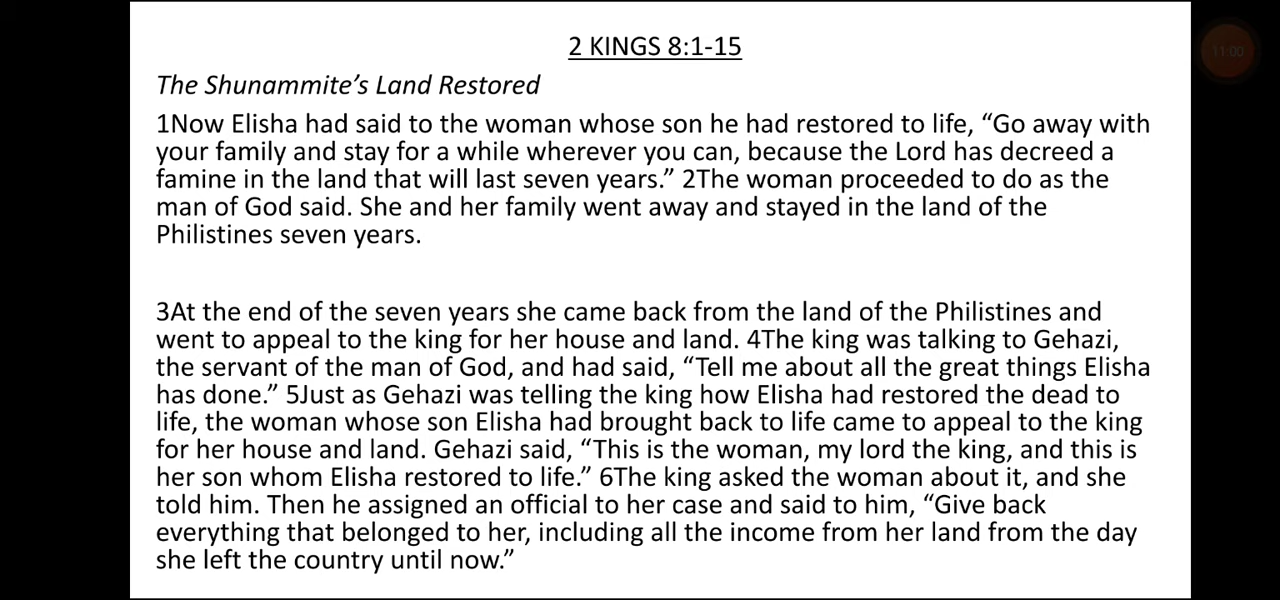 2 KINGS 8:1-15
11:00
The Shunammite’s Land Restored
1Now Elisha had said to the woman whose son he had restored to life, “Go away with
your family and stay for a while wherever you can, because the Lord has decreed a
famine in the land that will last seven years.” 2The woman proceeded to do as the
man of God said. She and her family went away and stayed in the land of the
Philistines seven years.
3At the end of the seven years she came back from the land of the Philistines and
went to appeal to the king for her house and land. 4The king was talking to Gehazi,
the servant of the man of God, and had said, “Tell me about all the great things Elisha
has done.” 5Just as Gehazi was telling the king how Elisha had restored the dead to
life, the woman whose son Elisha had brought back to life came to appeal to the king
for her house and land. Gehazi said, “This is the woman, my lord the king, and this is
her son whom Elisha restored to life.” 6The king asked the woman about it, and she
told him. Then he assigned an official to her case and said to him, “Give back
everything that belonged to her, including all the income from her land from the day
she left the country until now.”